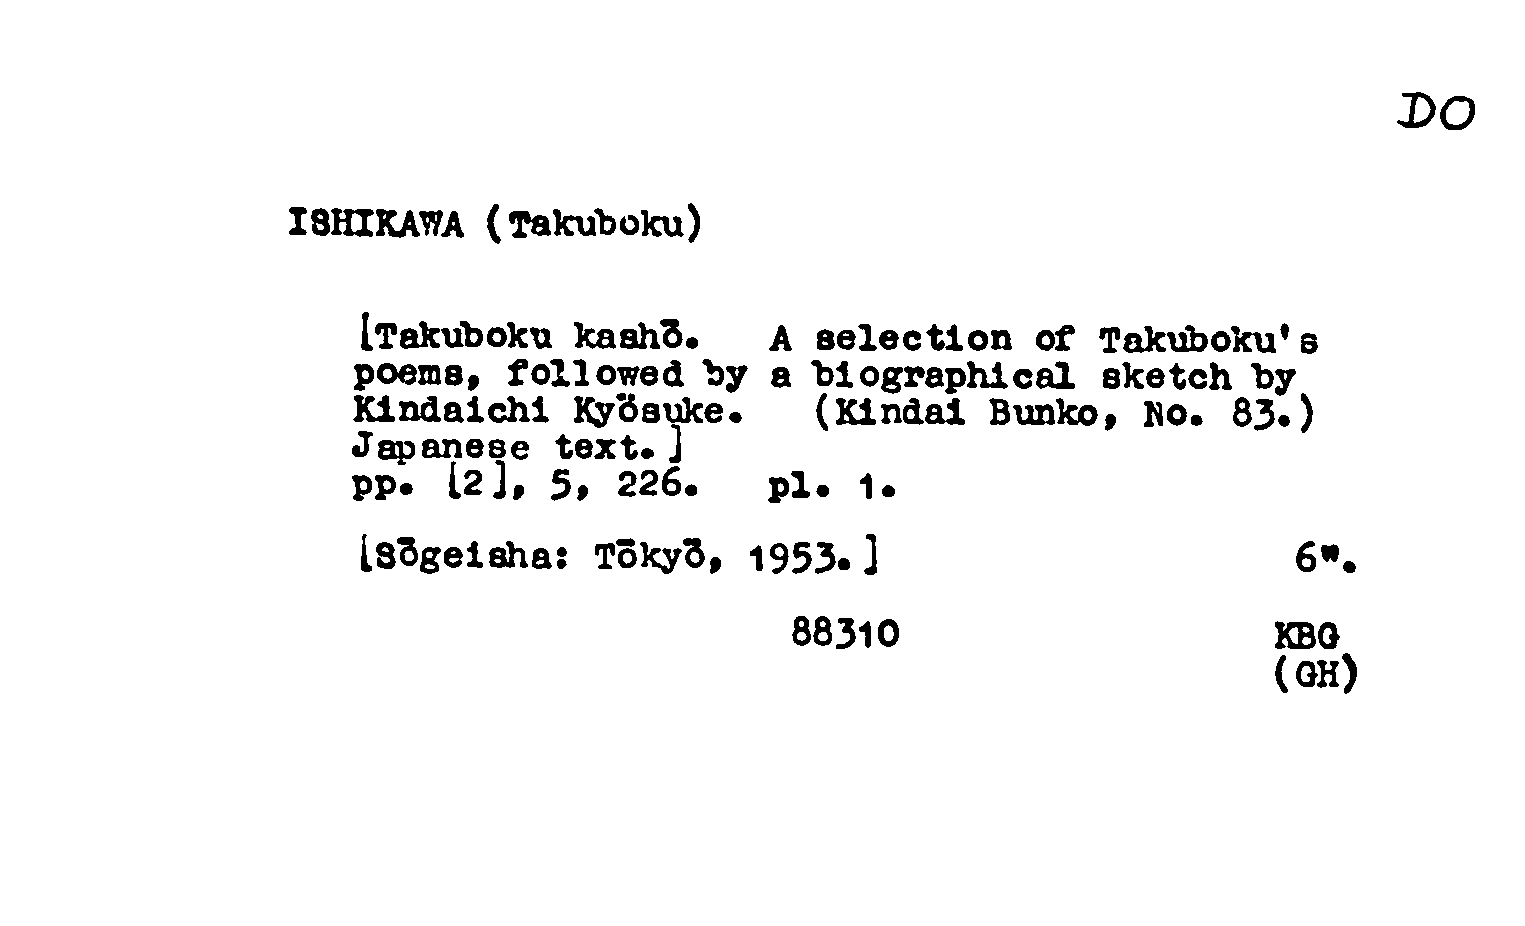 DO
ISHIKAWA (Takuboku)
[Takuboku kashō. A selection of Takuboku's
poems, followed by a biographical sketch by
Kindaichi Kyōsuke. (Kindai Bunko, No. 83.)
Japanese text.]
pp. [2], 5, 226. pl. 1.
[Sōgeisha: Tōkyō, 1953.] 6".
88310 KBG
(GH)